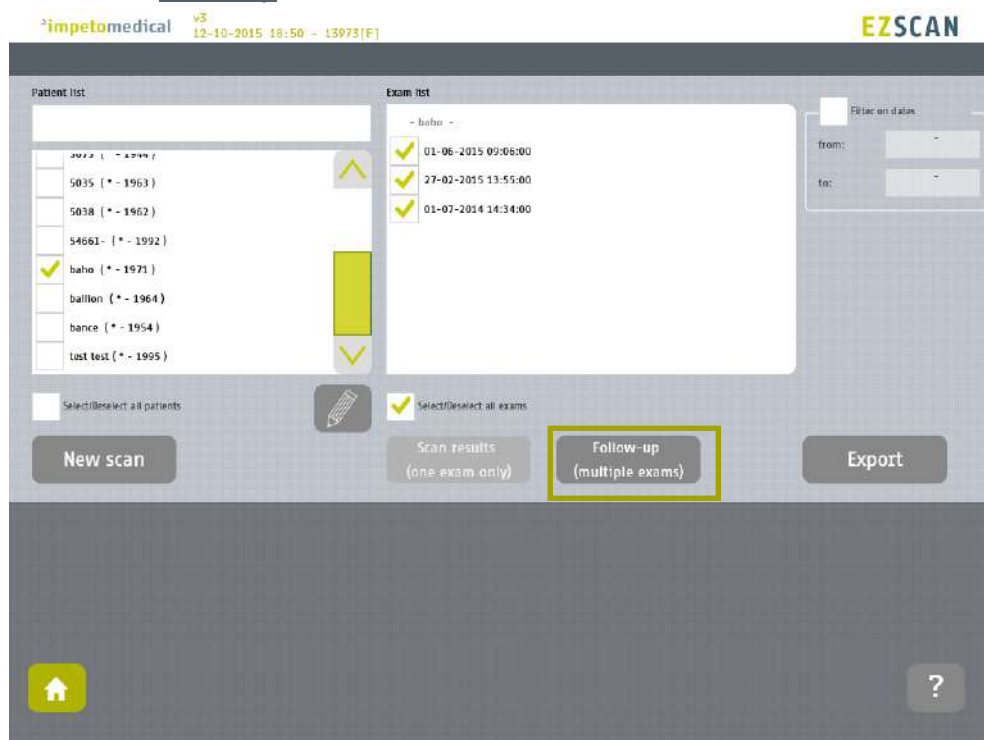 impetomedical
v3
12-10-2015 18:50 - 13973[F]
EZSCAN
Patient list
Exam list
5035 (* - 1963)
5038 (* - 1962)
54661- (* - 1992)
baho (* - 1971)
ballion (* - 1964)
bance (* - 1954)
test test (* - 1995)
Select/Deselect all patients
New scan
- baho -
01-06-2015 09:06:00
27-02-2015 13:55:00
01-07-2014 14:34:00
Select/Deselect all exams
Scan results
(one exam only)
Follow-up
(multiple exams)
Filter on dates
from: -
to: -
Export
?